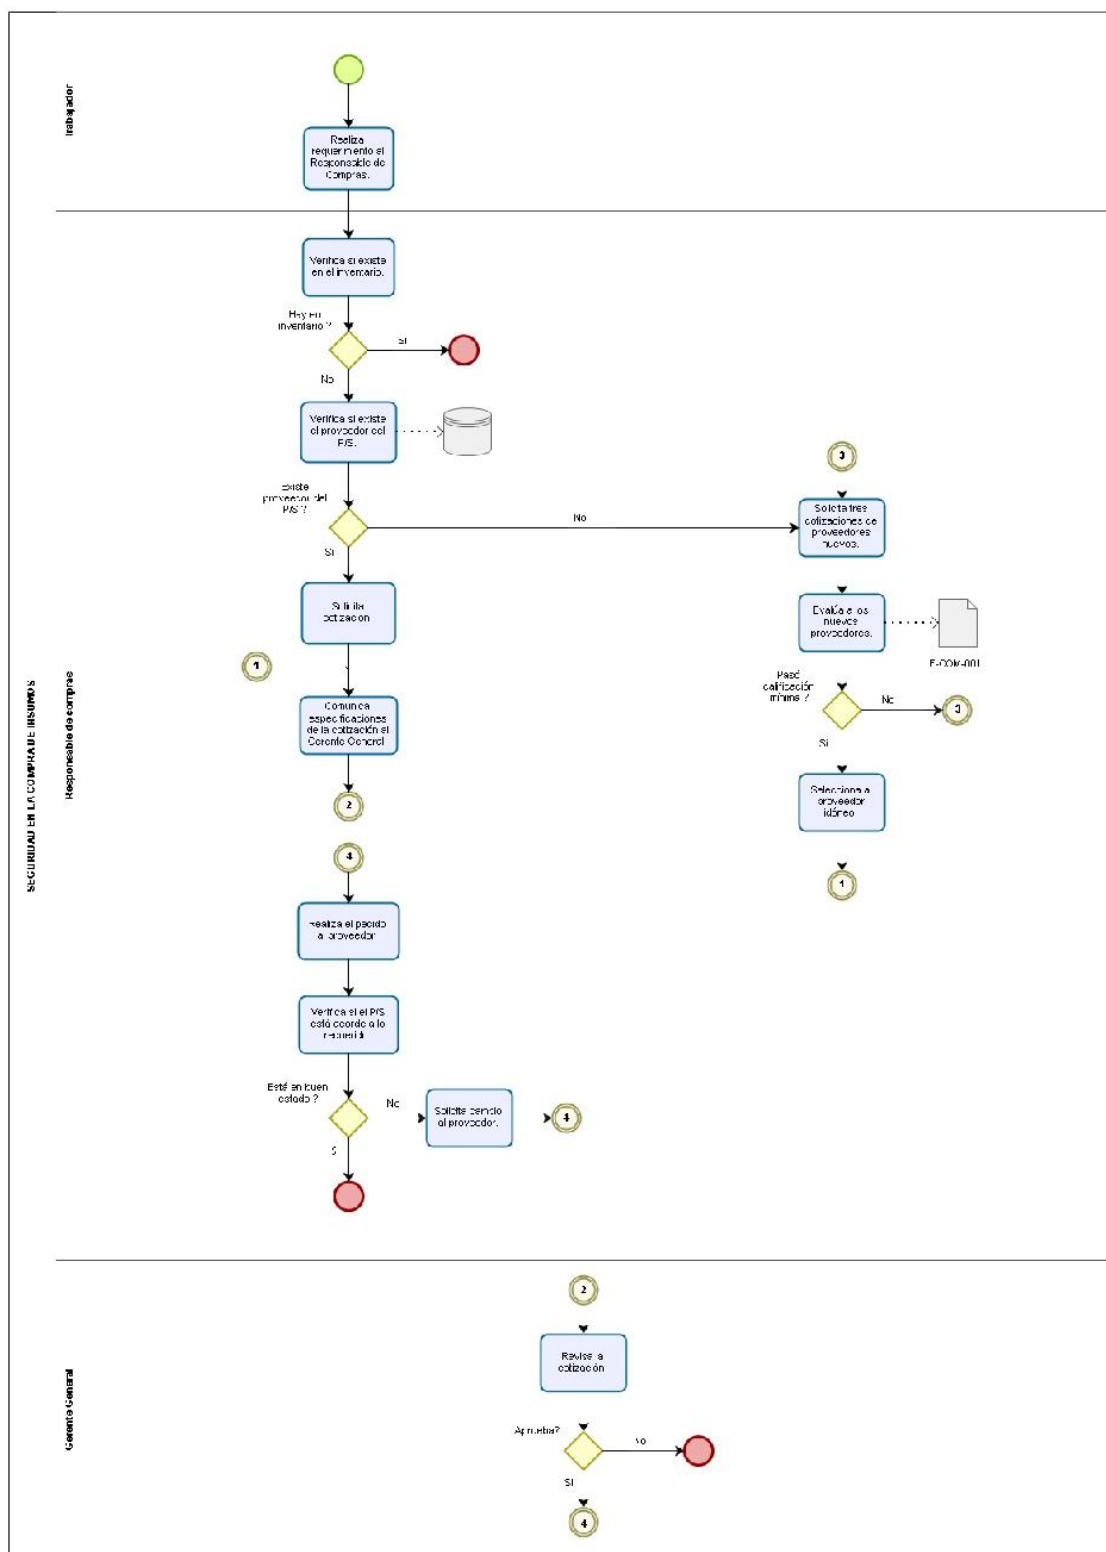 SEGURIDAD EN LA COMPRA DE INSUMOS
Trabajador
Realiza
requerimiento al
Responsable de
Compras.
Responsable de compras
Verifica si existe
en el inventario.
Hay en
inventario ?
Si
No
Verifica si existe
el proveedor del
P/S.
Existe
proveedor del
P/S ?
No
Si
Solicita
cotización
1
Comunica
especificaciones
de la cotización al
Gerente General
2
3
Solicita tres
cotizaciones de
proveedores
nuevos.
Evalúa a los
nuevos
proveedores.
F-COM-001
Pasó
calificación
mínima ?
No
3
Si
Selecciona a
proveedor
idóneo
1
4
Realiza el pedido
al proveedor
Verifica si el P/S
está acorde a lo
requerido
Está en buen
estado ?
No
Solicita cambio
al proveedor.
4
S
Gerente General
2
Revisa la
cotización
Aprueba?
No
Si
4